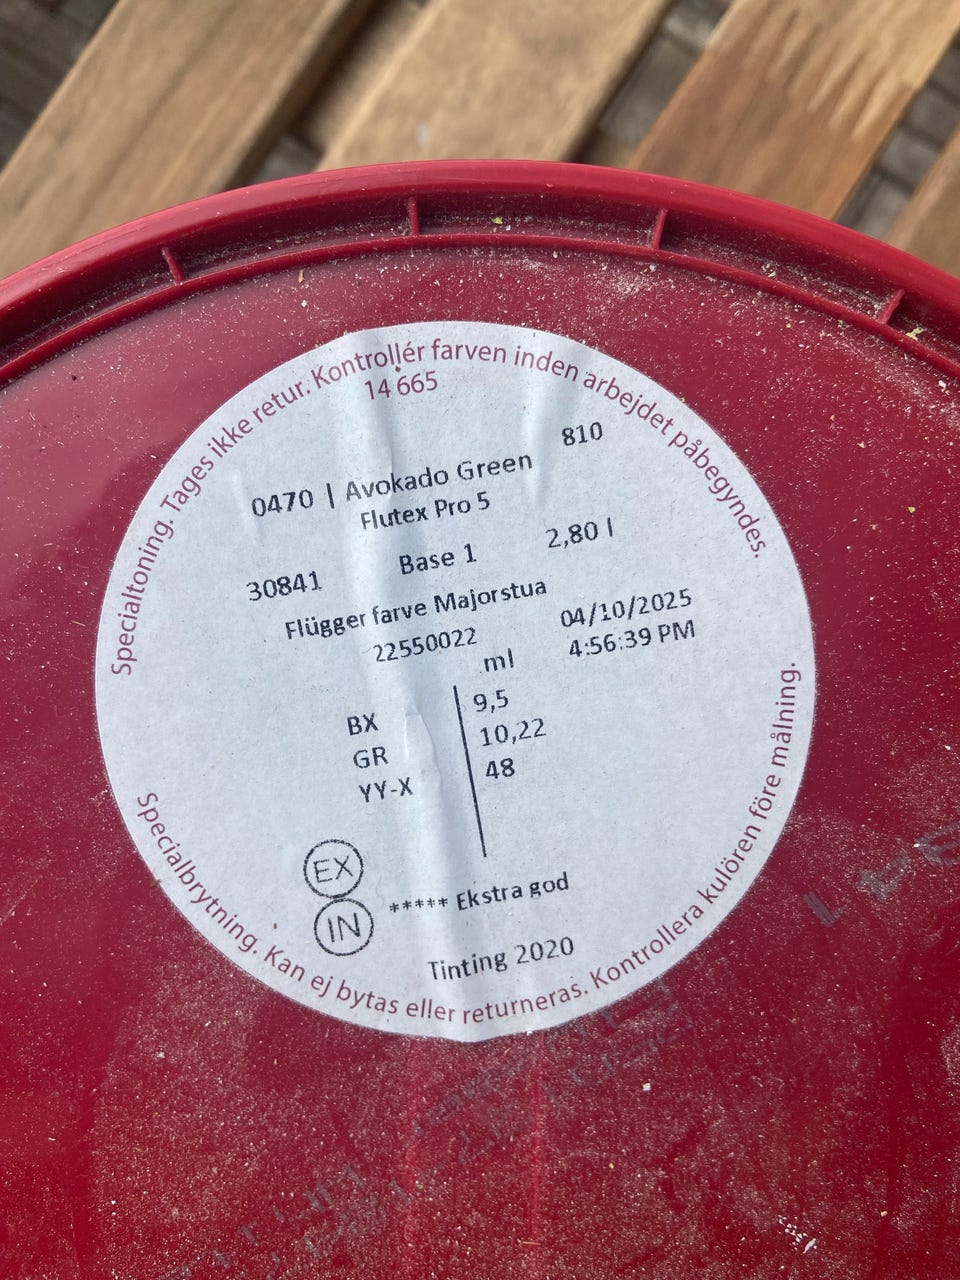 Specialtoning. Tages ikke retur. Kontrollér farven inden arbejdet påbegyndes.
14 665
810
0470 | Avokado Green
Flutex Pro 5
30841 Base 1 2,80 l
Flügger farve Majorstua
22550022 04/10/2025
4:56:39 PM
ml
BX 9,5
GR 10,22
YY-X 48
EX
IN
***** Ekstra god
Tinting 2020
Specialbrytning. Kan ej bytas eller returneras. Kontrollera kulören före målning.